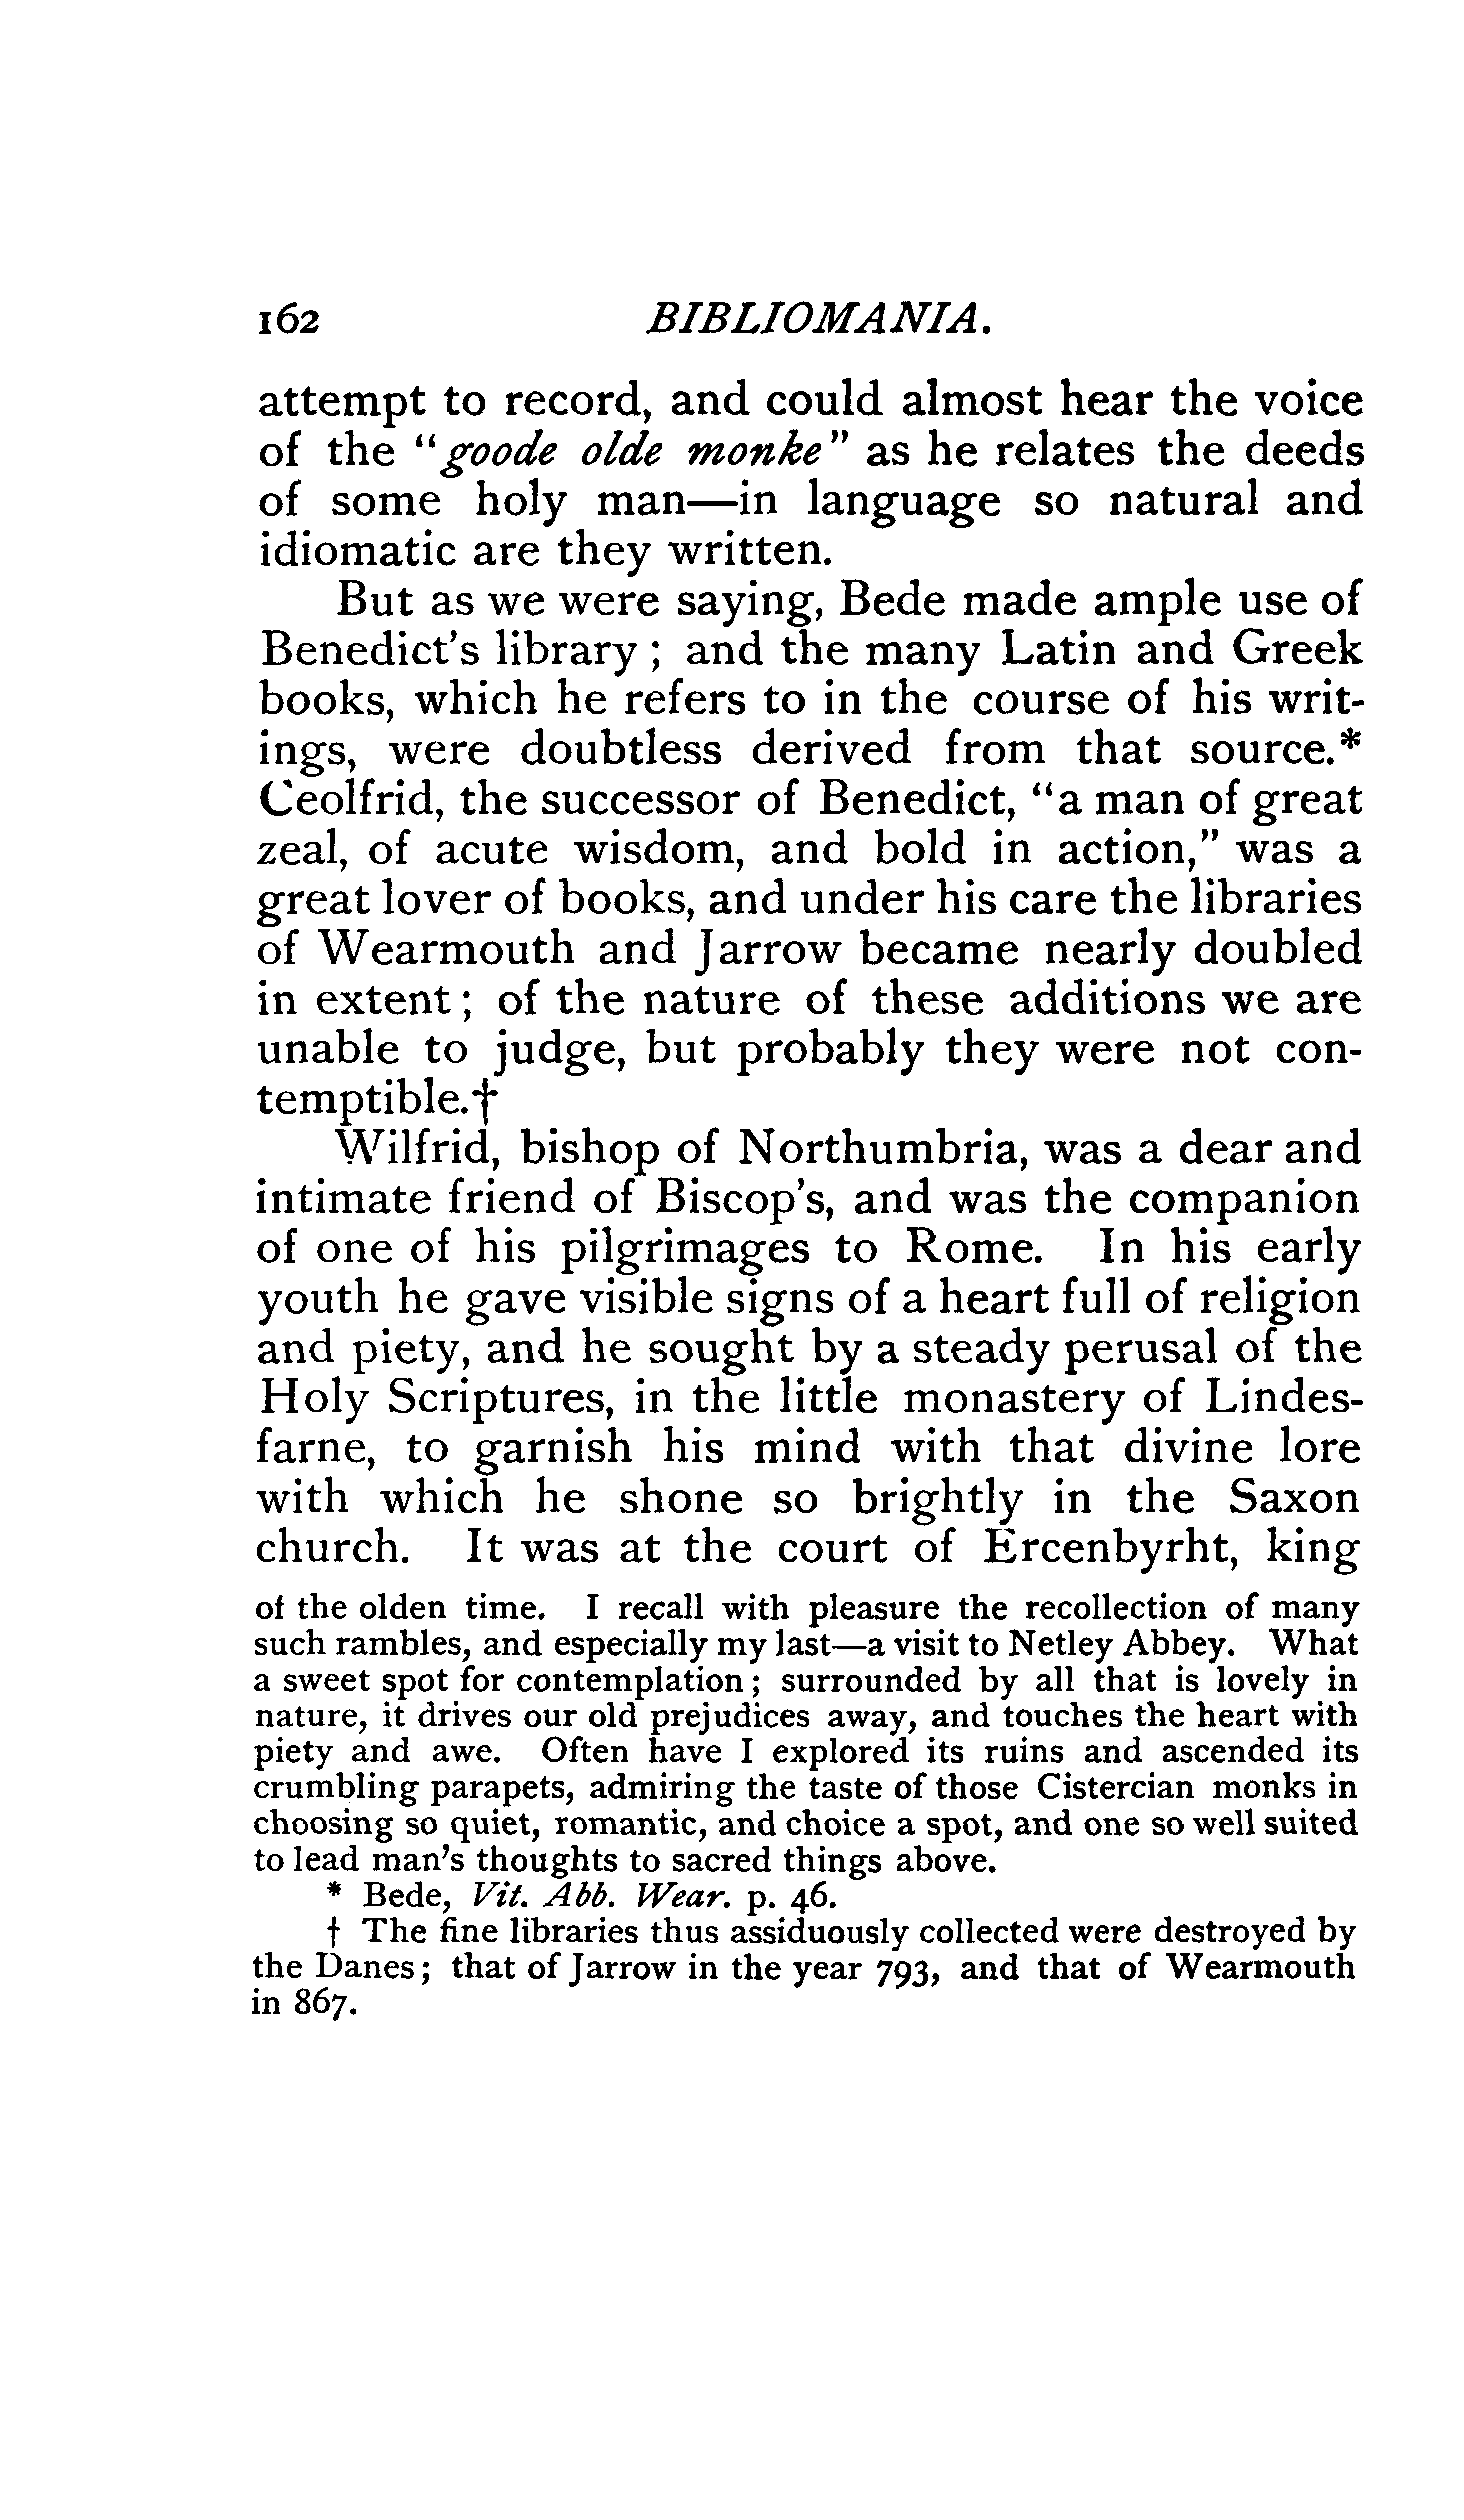 162 BIBLIOMANIA.
attempt to record, and could almost hear the voice
of the "goode olde monke" as he relates the deeds
of some holy man—in language so natural and
idiomatic are they written.
But as we were saying, Bede made ample use of
Benedict's library; and the many Latin and Greek
books, which he refers to in the course of his writ-
ings, were doubtless derived from that source.*
Ceolfrid, the successor of Benedict, "a man of great
zeal, of acute wisdom, and bold in action," was a
great lover of books, and under his care the libraries
of Wearmouth and Jarrow became nearly doubled
in extent; of the nature of these additions we are
unable to judge, but probably they were not con-
temptible.†
Wilfrid, bishop of Northumbria, was a dear and
intimate friend of Biscop's, and was the companion
of one of his pilgrimages to Rome. In his early
youth he gave visible signs of a heart full of religion
and piety, and he sought by a steady perusal of the
Holy Scriptures, in the little monastery of Lindes-
farne, to garnish his mind with that divine lore
with which he shone so brightly in the Saxon
church. It was at the court of Ercenbyrht, king
of the olden time. I recall with pleasure the recollection of many
such rambles, and especially my last—a visit to Netley Abbey. What
a sweet spot for contemplation; surrounded by all that is lovely in
nature, it drives our old prejudices away, and touches the heart with
piety and awe. Often have I explored its ruins and ascended its
crumbling parapets, admiring the taste of those Cistercian monks in
choosing so quiet, romantic, and choice a spot, and one so well suited
to lead man's thoughts to sacred things above.
* Bede, Vit. Abb. Wear. p. 46.
† The fine libraries thus assiduously collected were destroyed by
the Danes; that of Jarrow in the year 793, and that of Wearmouth
in 867.